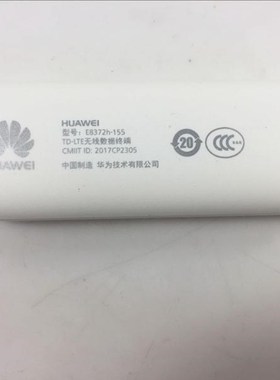 HUAWEI
HUAWEI
型号：E8372h-155
TD-LTE无线数据终端
CMIIT ID: 2017CP2305
中国制造 华为技术有限公司
20
CCC